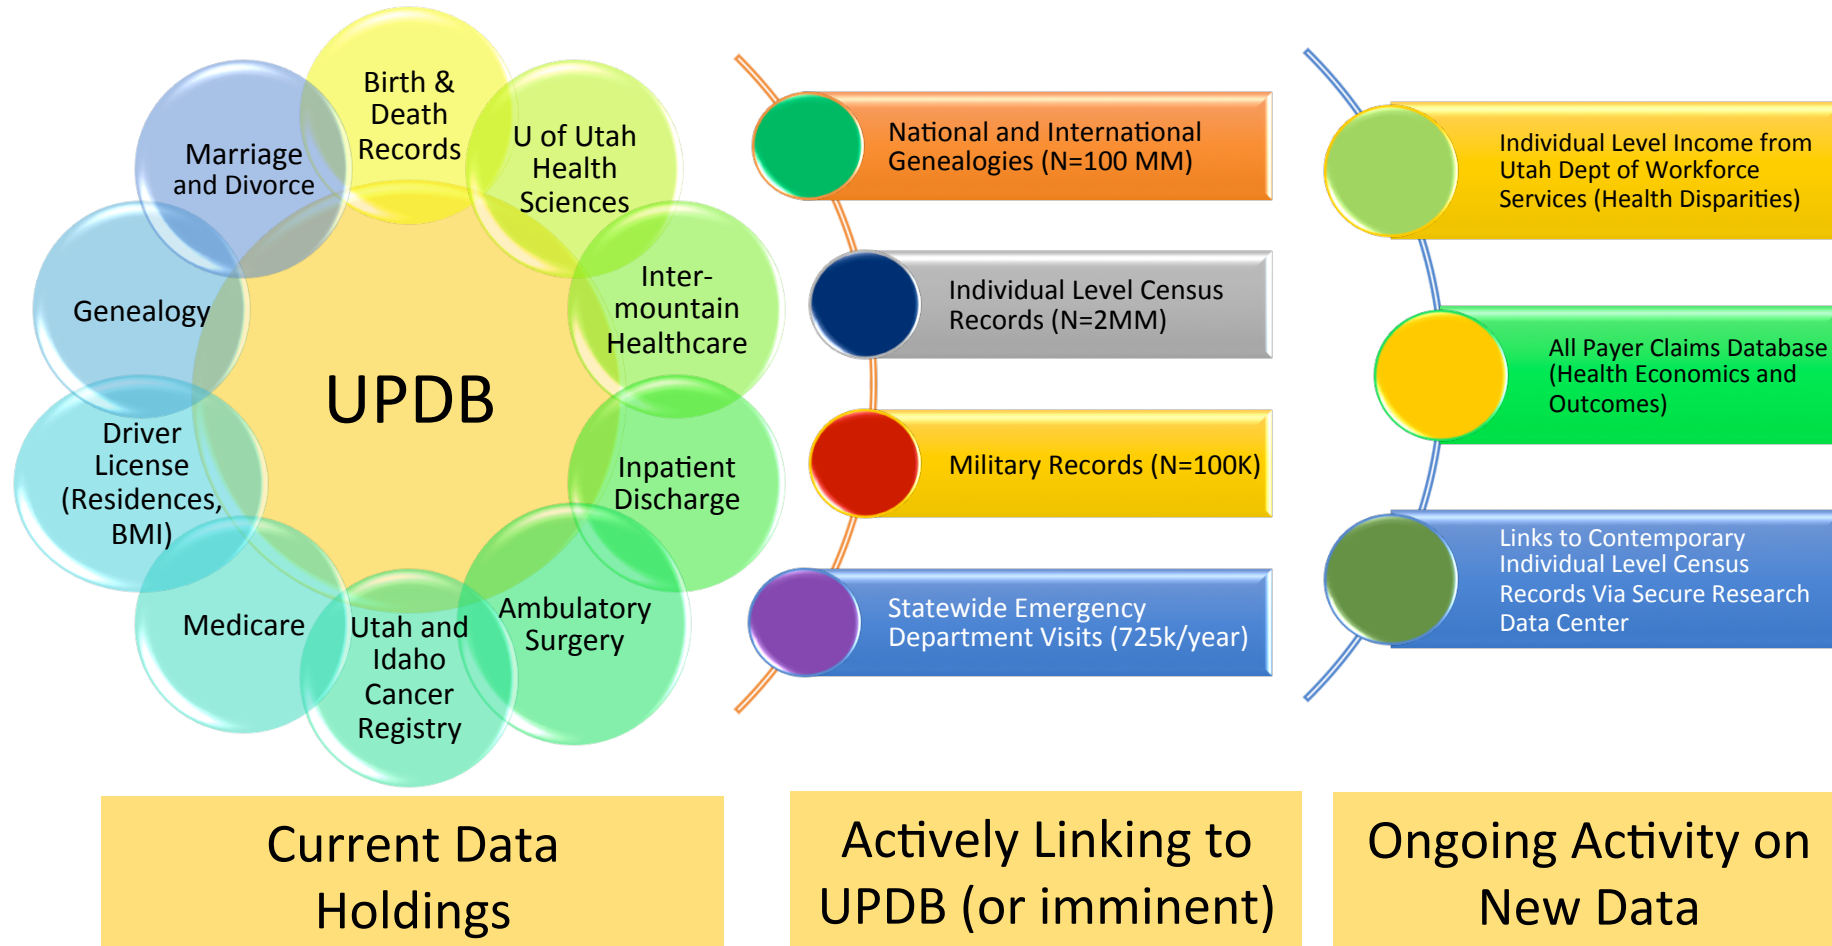 Birth &
Death
Records
U of Utah
Health
Sciences
Inter-
mountain
Healthcare
Inpatient
Discharge
Ambulatory
Surgery
Utah and
Idaho
Cancer
Registry
Medicare
Driver
License
(Residences,
BMI)
Genealogy
Marriage
and Divorce
UPDB
Current Data
Holdings
National and International
Genealogies (N=100 MM)
Individual Level Census
Records (N=2MM)
Military Records (N=100K)
Statewide Emergency
Department Visits (725k/year)
Actively Linking to
UPDB (or imminent)
Individual Level Income from
Utah Dept of Workforce
Services (Health Disparities)
All Payer Claims Database
(Health Economics and
Outcomes)
Links to Contemporary
Individual Level Census
Records Via Secure Research
Data Center
Ongoing Activity on
New Data